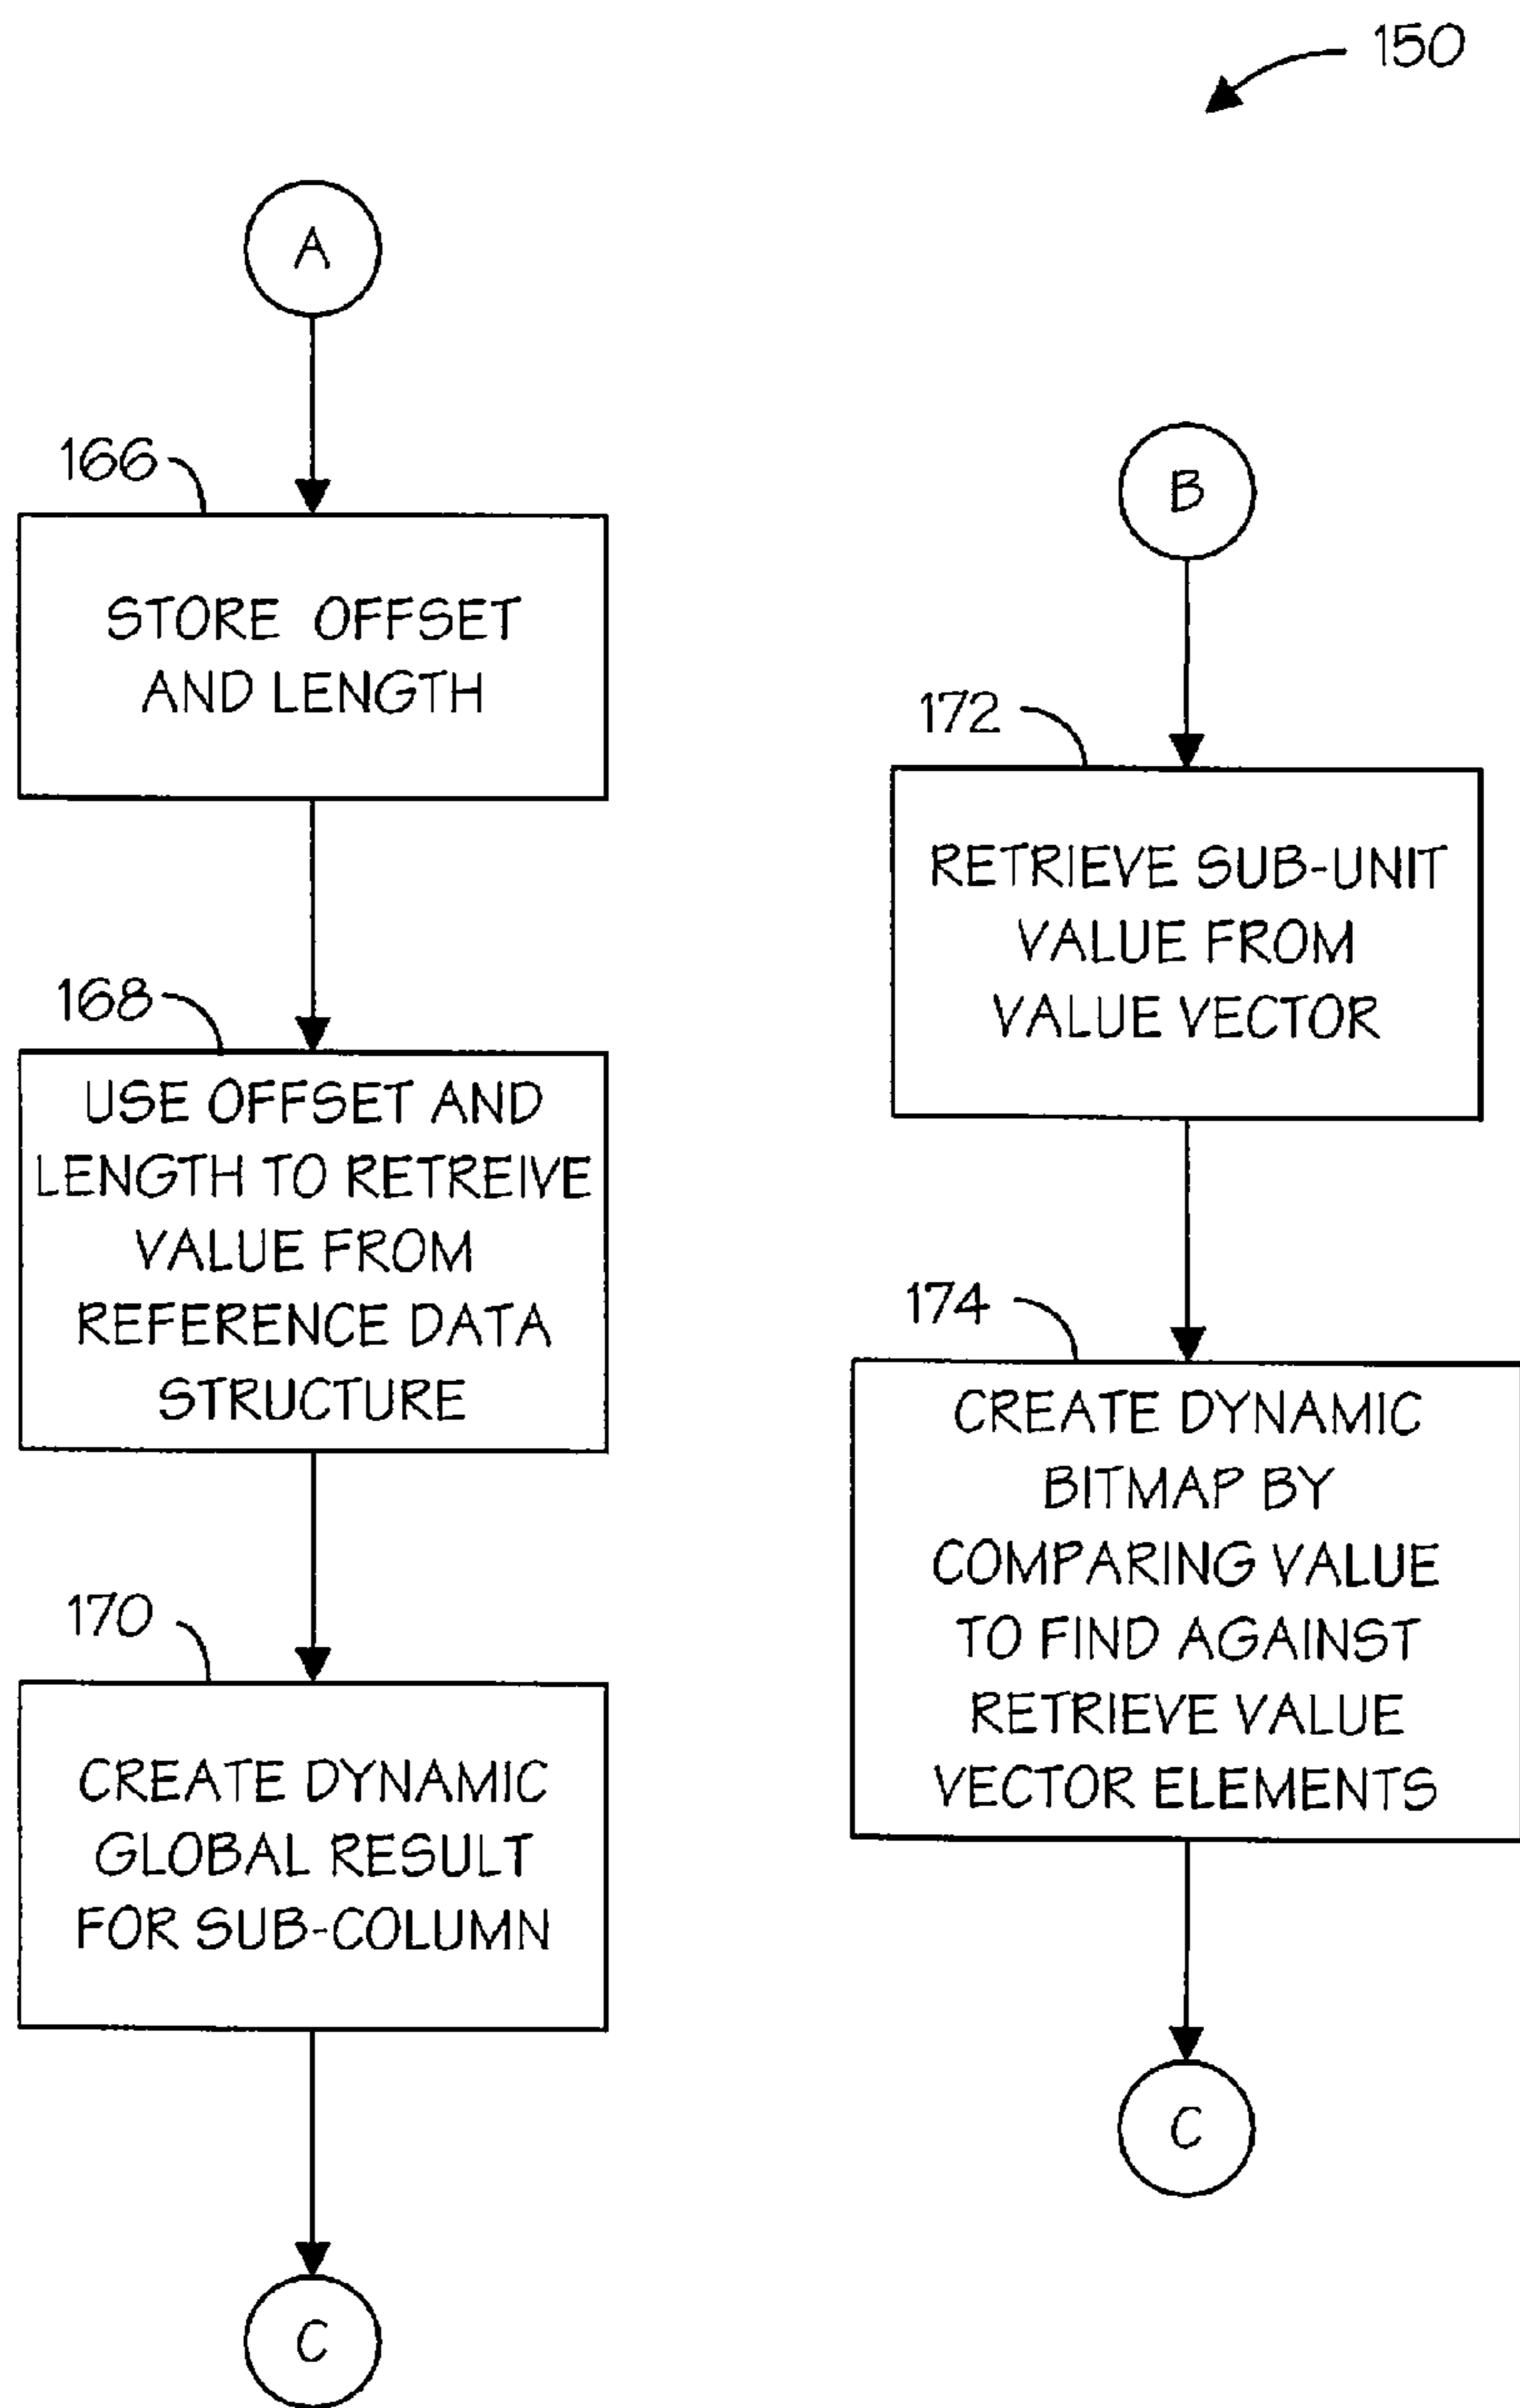 150
A
166
STORE OFFSET
AND LENGTH
168
USE OFFSET AND
LENGTH TO RETREIVE
VALUE FROM
REFERENCE DATA
STRUCTURE
170
CREATE DYNAMIC
GLOBAL RESULT
FOR SUB-COLUMN
C
B
172
RETRIEVE SUB-UNIT
VALUE FROM
VALUE VECTOR
174
CREATE DYNAMIC
BITMAP BY
COMPARING VALUE
TO FIND AGAINST
RETRIEVE VALUE
VECTOR ELEMENTS
C